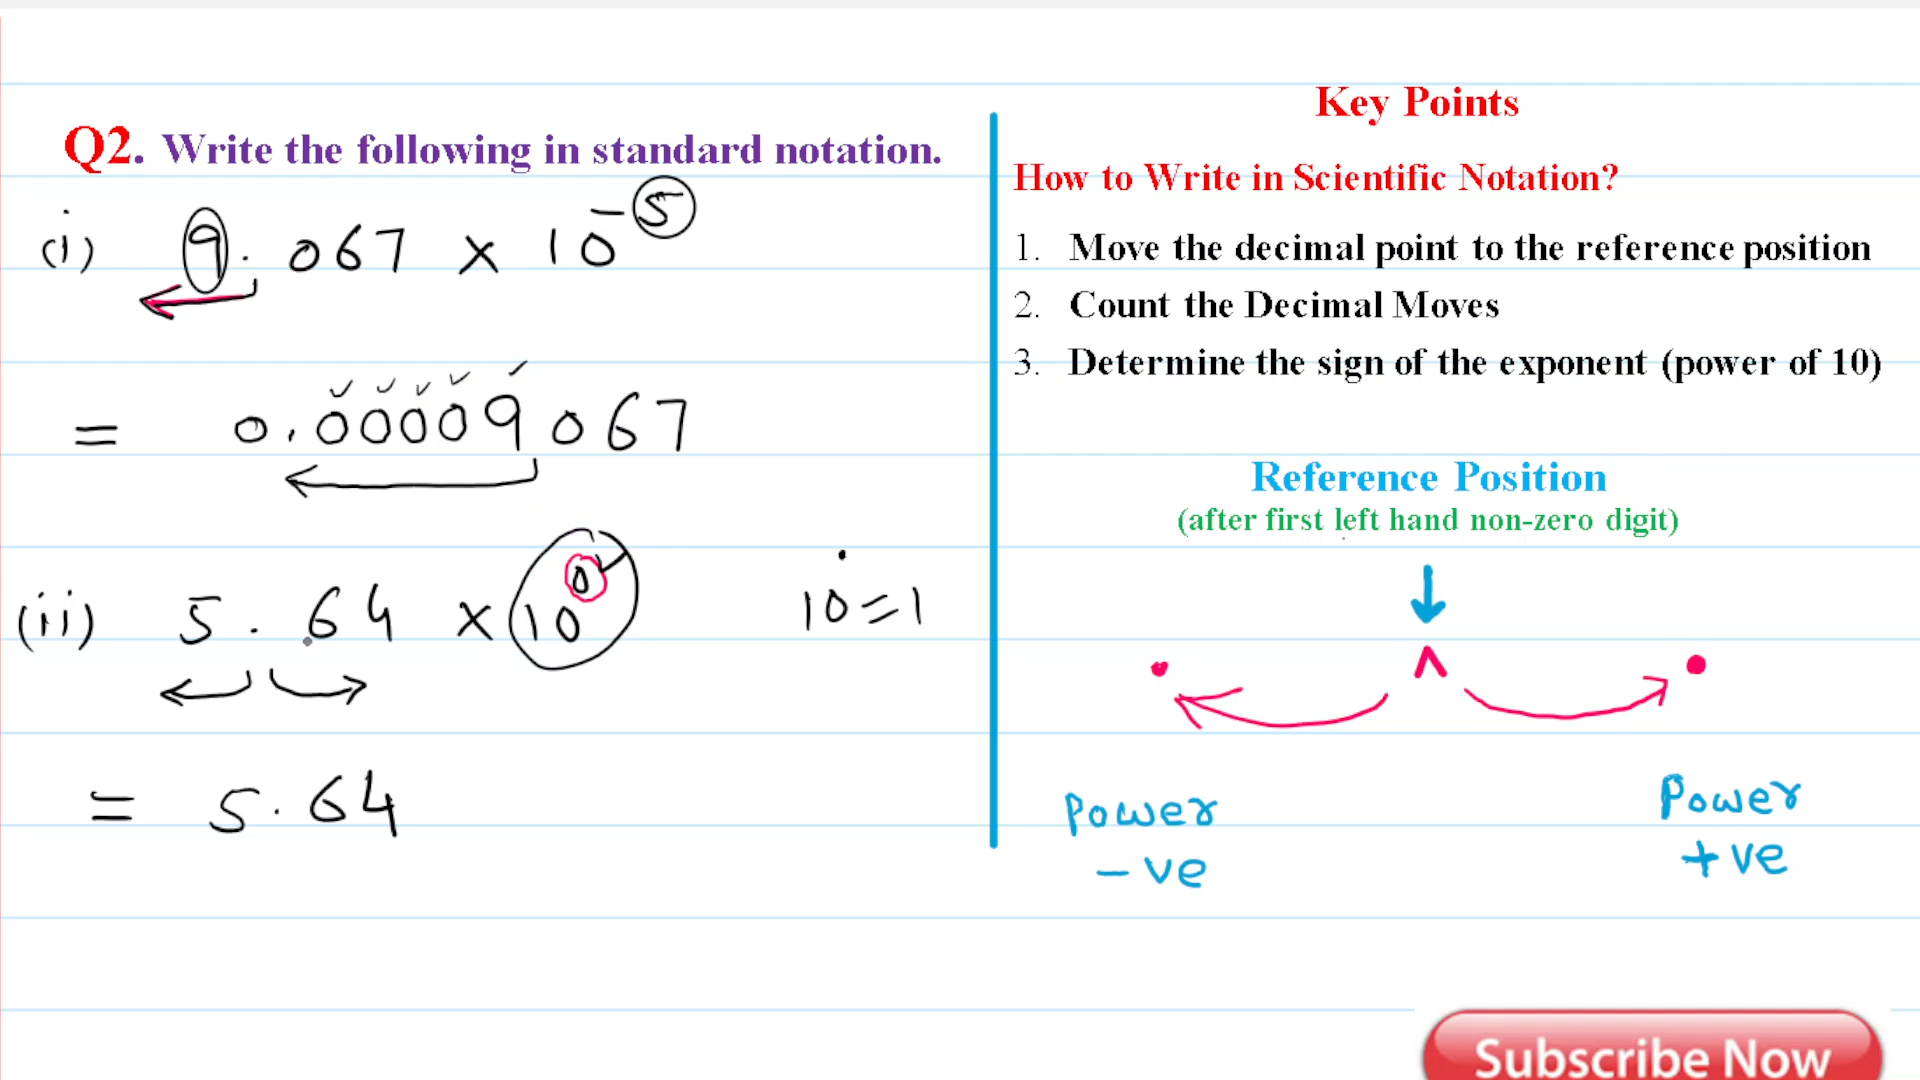 Q2. Write the following in standard notation.
(i) 9.067 × 10⁻⁵
= 0.00009067
(ii) 5.64 × 10⁰ 10=1
= 5.64
Key Points
How to Write in Scientific Notation?
1. Move the decimal point to the reference position
2. Count the Decimal Moves
3. Determine the sign of the exponent (power of 10)
Reference Position
(after first left hand non-zero digit)
Power
-ve
Power
+ve
Subscribe Now